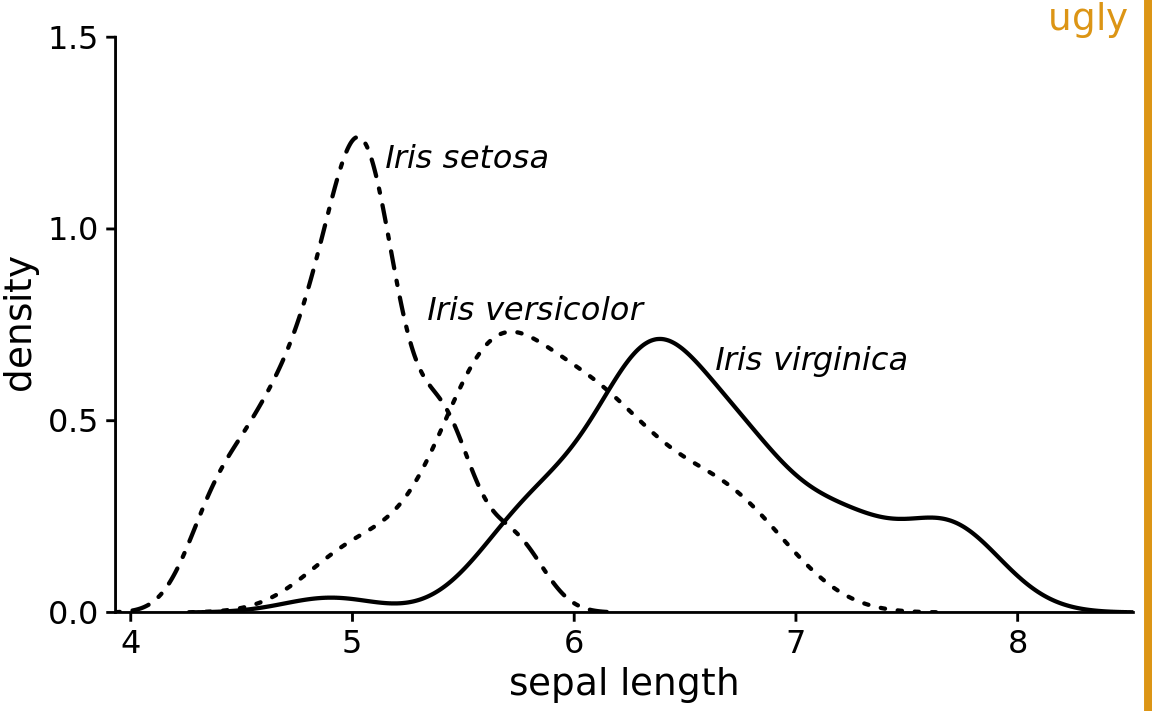 ugly
1.5
1.0
0.5
0.0
density
Iris setosa
Iris versicolor
Iris virginica
4 5 6 7 8
sepal length